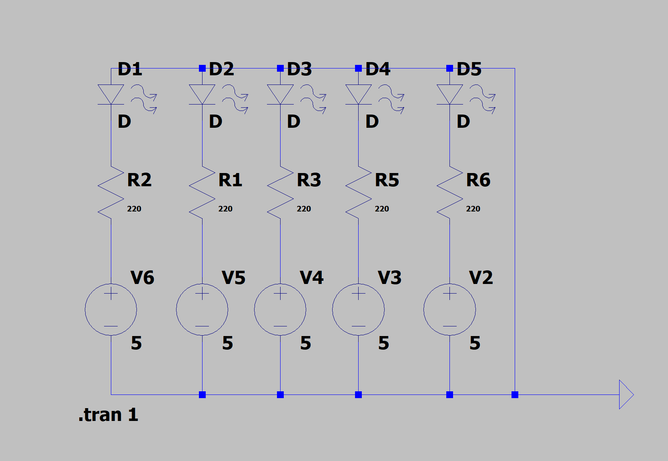 D1 D2 D3 D4 D5
D D D D D
R2 R1 R3 R5 R6
220 220 220 220 220
V6 V5 V4 V3 V2
5 5 5 5 5
.tran 1